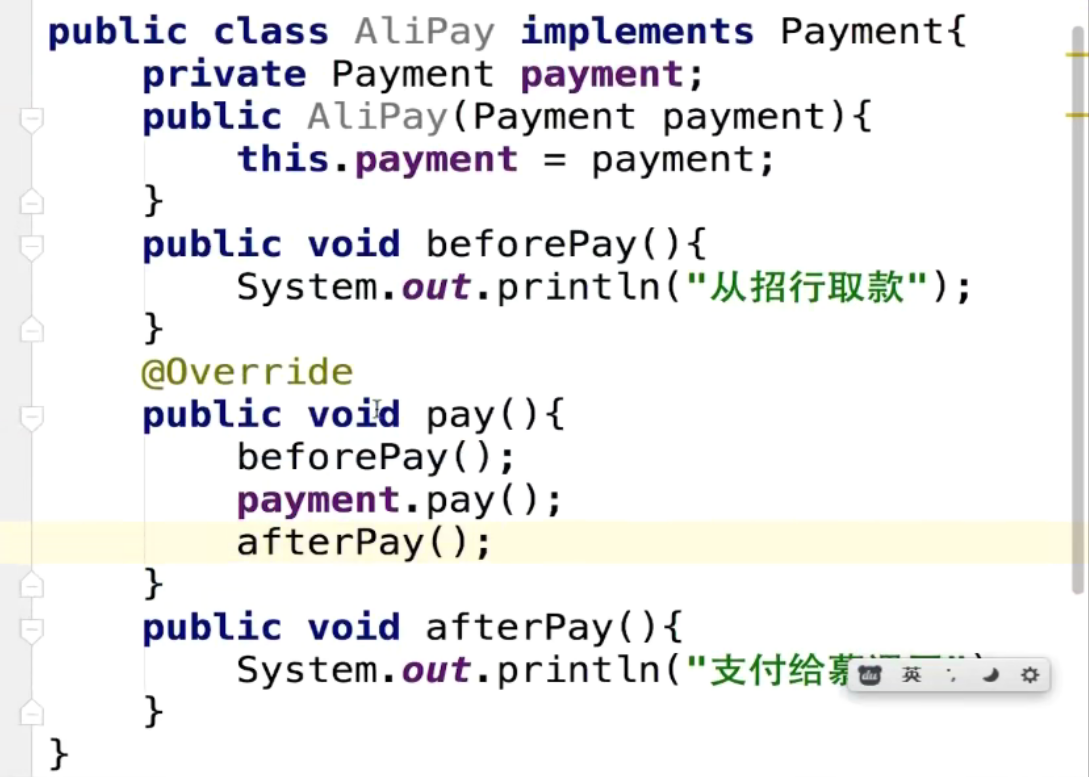 public class AliPay implements Payment{
private Payment payment;
public AliPay(Payment payment){
this.payment = payment;
}
public void beforePay(){
System.out.println("从招行取款");
}
@Override
public void pay(){
beforePay();
payment.pay();
afterPay();
}
public void afterPay(){
System.out.println("支付给慕
du 英
}
}